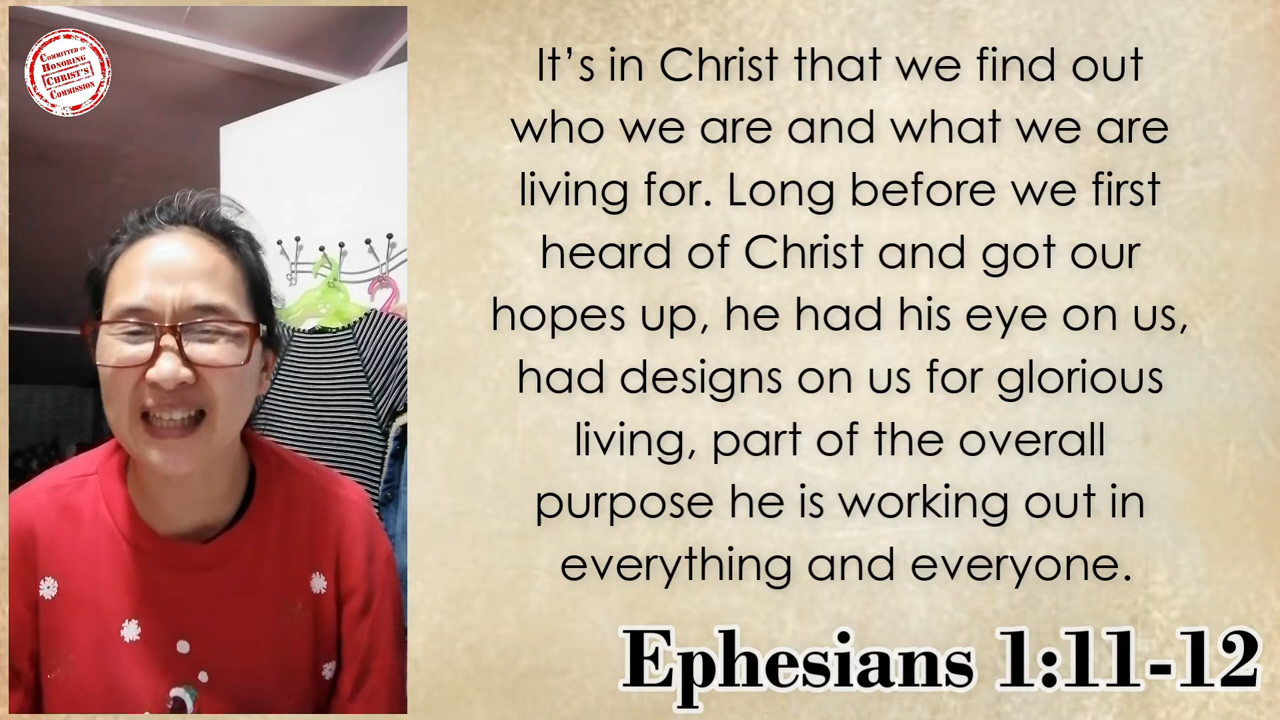 COMMITTED TO
HONORING
CHRIST'S
COMMISSION
It's in Christ that we find out
who we are and what we are
living for. Long before we first
heard of Christ and got our
hopes up, he had his eye on us,
had designs on us for glorious
living, part of the overall
purpose he is working out in
everything and everyone.
Ephesians 1:11-12